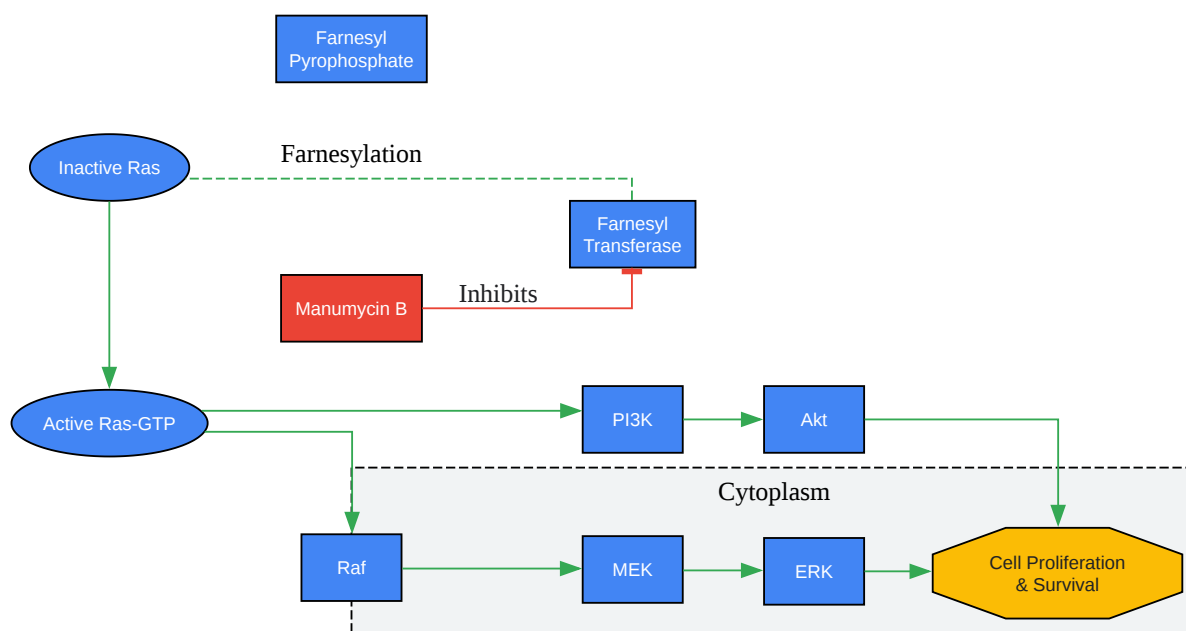 Farnesyl
Pyrophosphate
Inactive Ras
Farnesylation
Farnesyl
Transferase
Manumycin B
Inhibits
Active Ras-GTP
PI3K
Akt
Cytoplasm
Raf
MEK
ERK
Cell Proliferation
& Survival